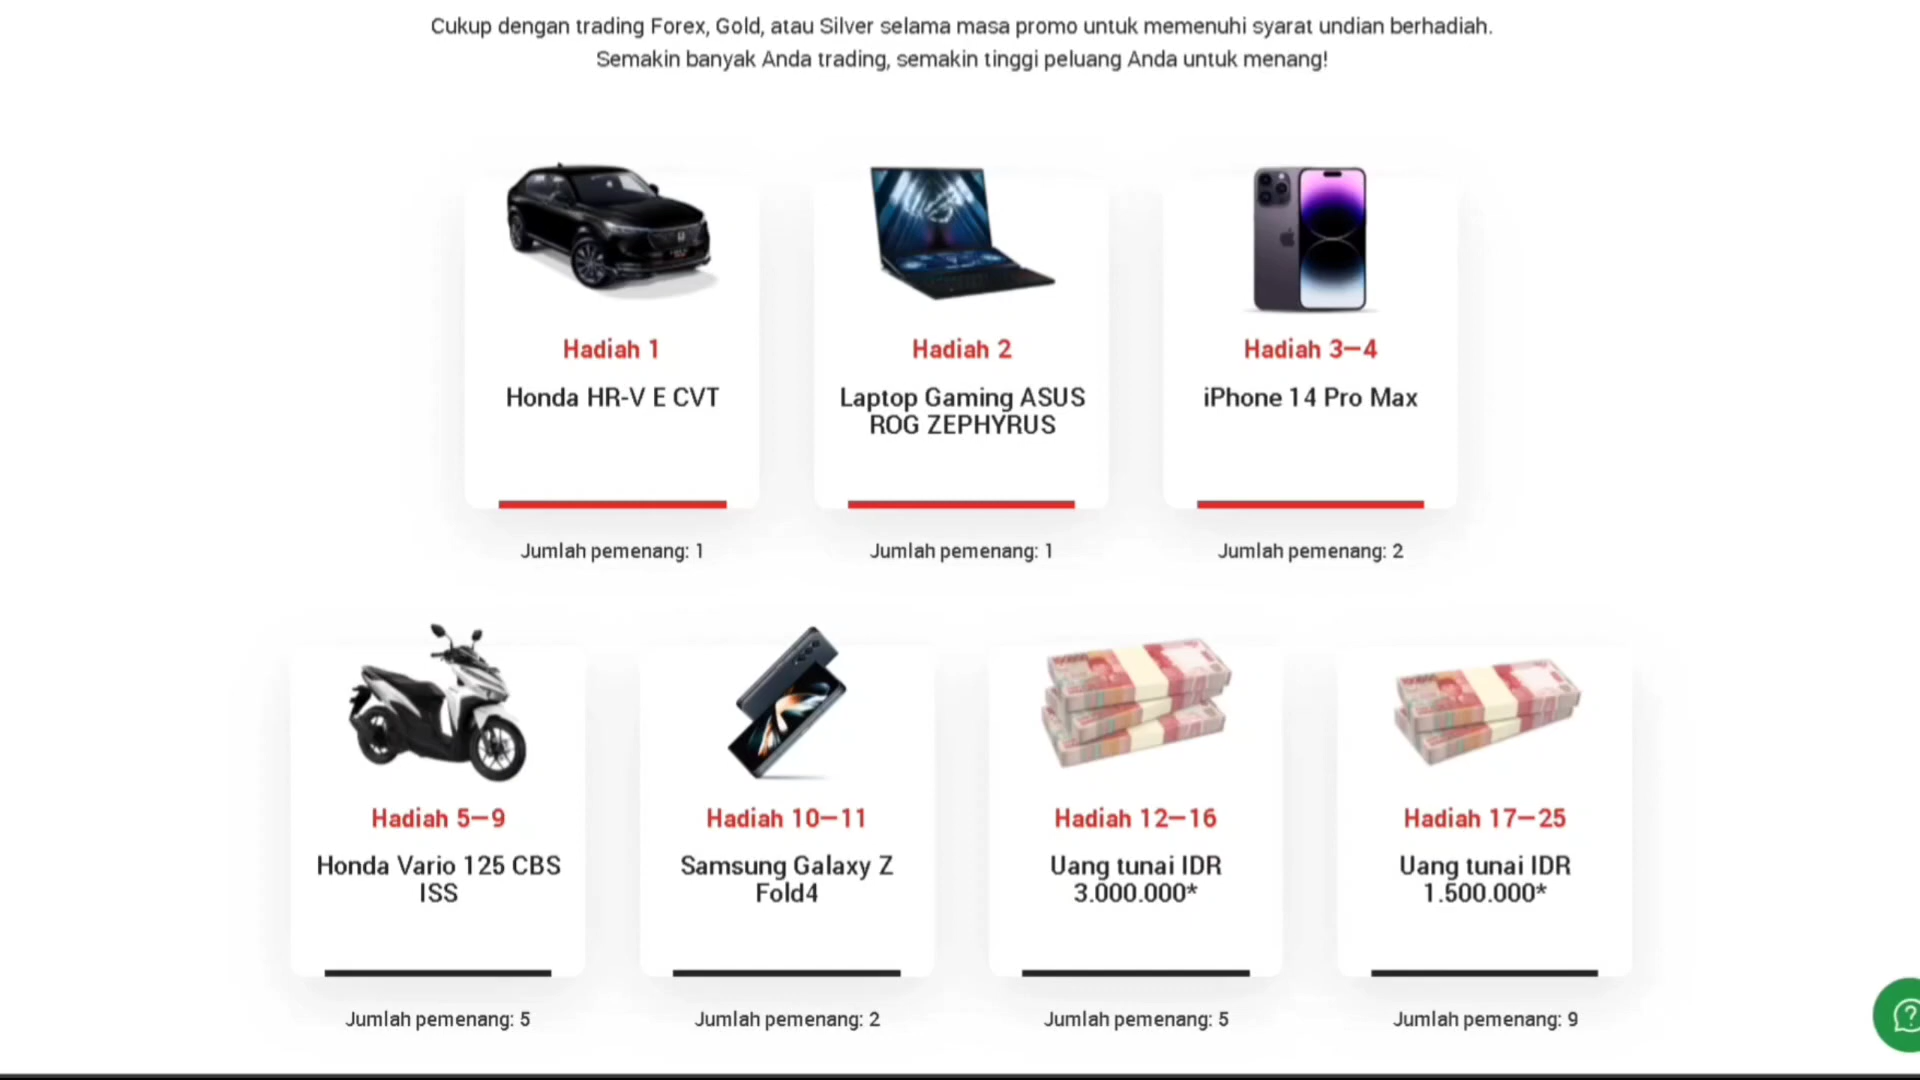 Cukup dengan trading Forex, Gold, atau Silver selama masa promo untuk memenuhi syarat undian berhadiah.
Semakin banyak Anda trading, semakin tinggi peluang Anda untuk menang!
Hadiah 1
Honda HR-V E CVT
Jumlah pemenang: 1
Hadiah 2
Laptop Gaming ASUS
ROG ZEPHYRUS
Jumlah pemenang: 1
Hadiah 3—4
iPhone 14 Pro Max
Jumlah pemenang: 2
Hadiah 5—9
Honda Vario 125 CBS
ISS
Jumlah pemenang: 5
Hadiah 10—11
Samsung Galaxy Z
Fold4
Jumlah pemenang: 2
Hadiah 12—16
Uang tunai IDR
3.000.000*
Jumlah pemenang: 5
Hadiah 17—25
Uang tunai IDR
1.500.000*
Jumlah pemenang: 9